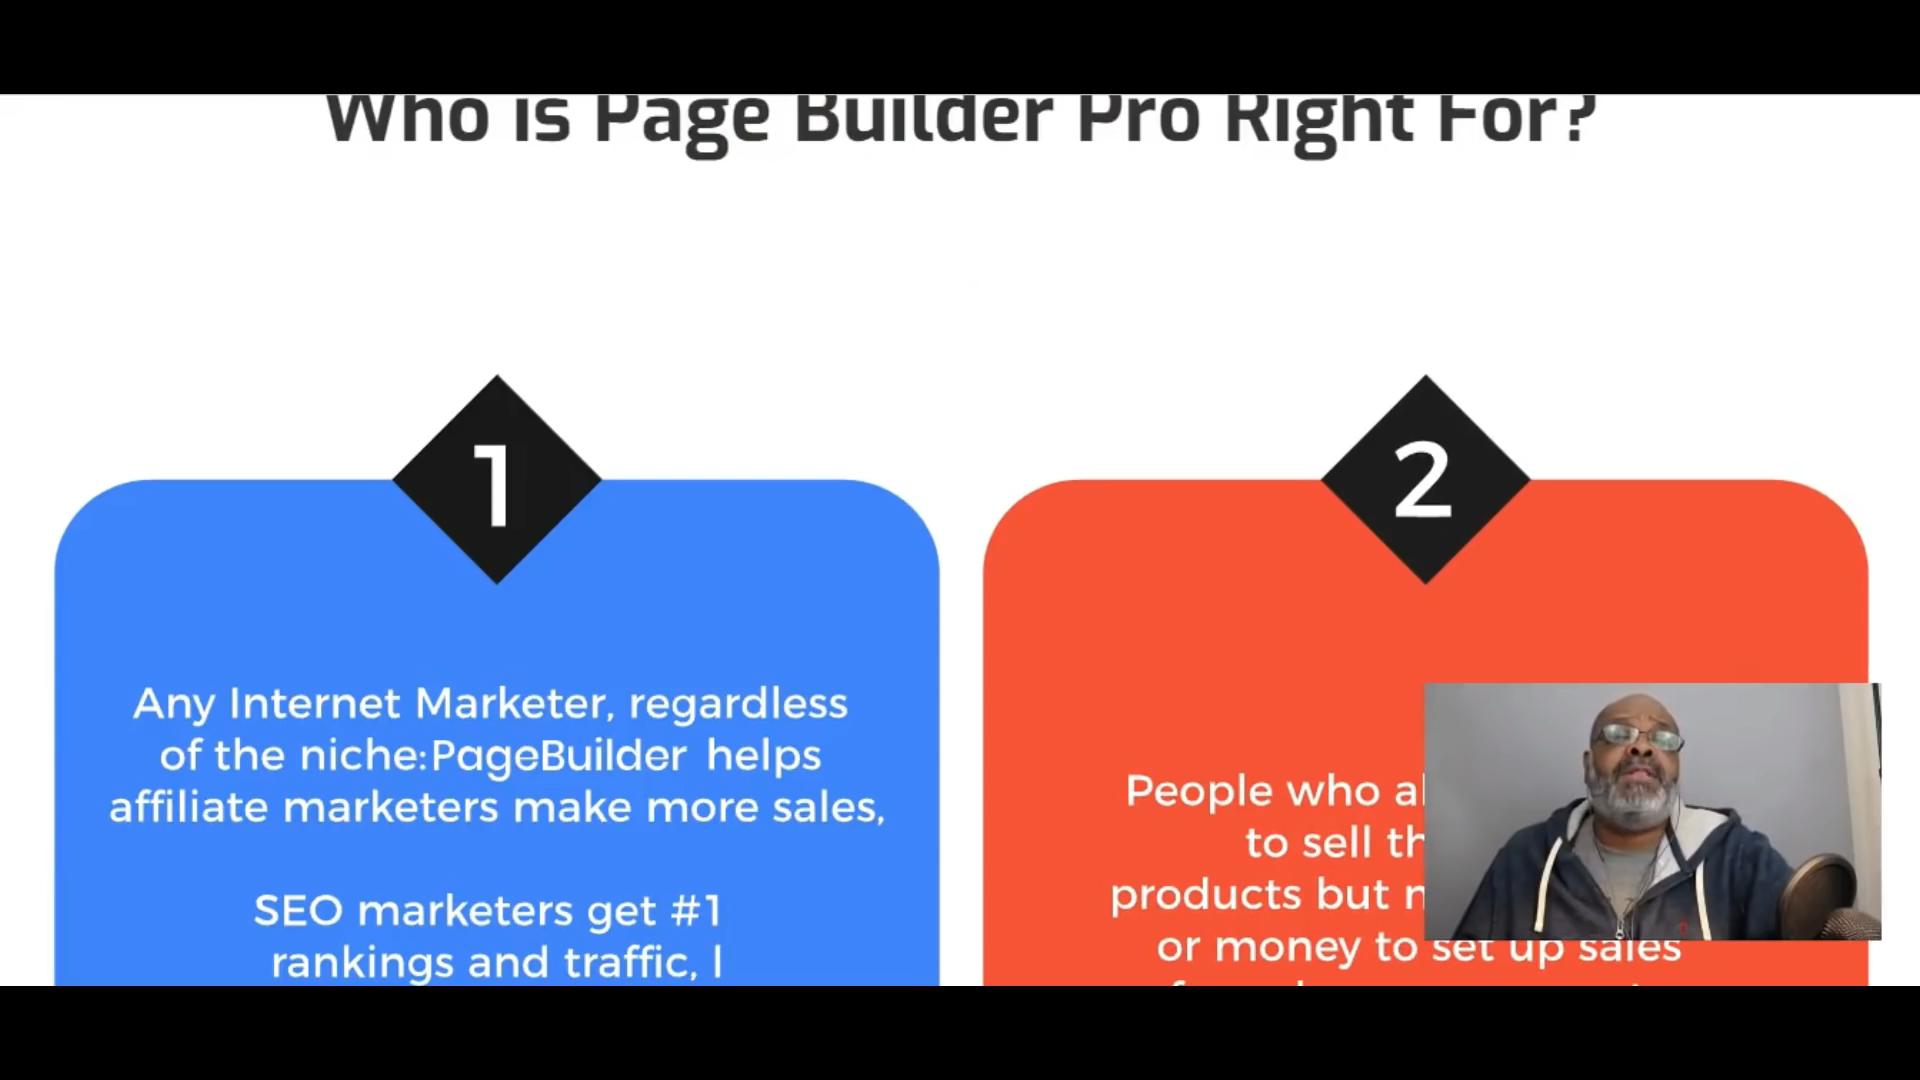 Who is Page Builder Pro Right For?
1
Any Internet Marketer, regardless
of the niche:PageBuilder helps
affiliate marketers make more sales,
SEO marketers get #1
rankings and traffic, l
2
People who
to sell
products but
or money to set up sales